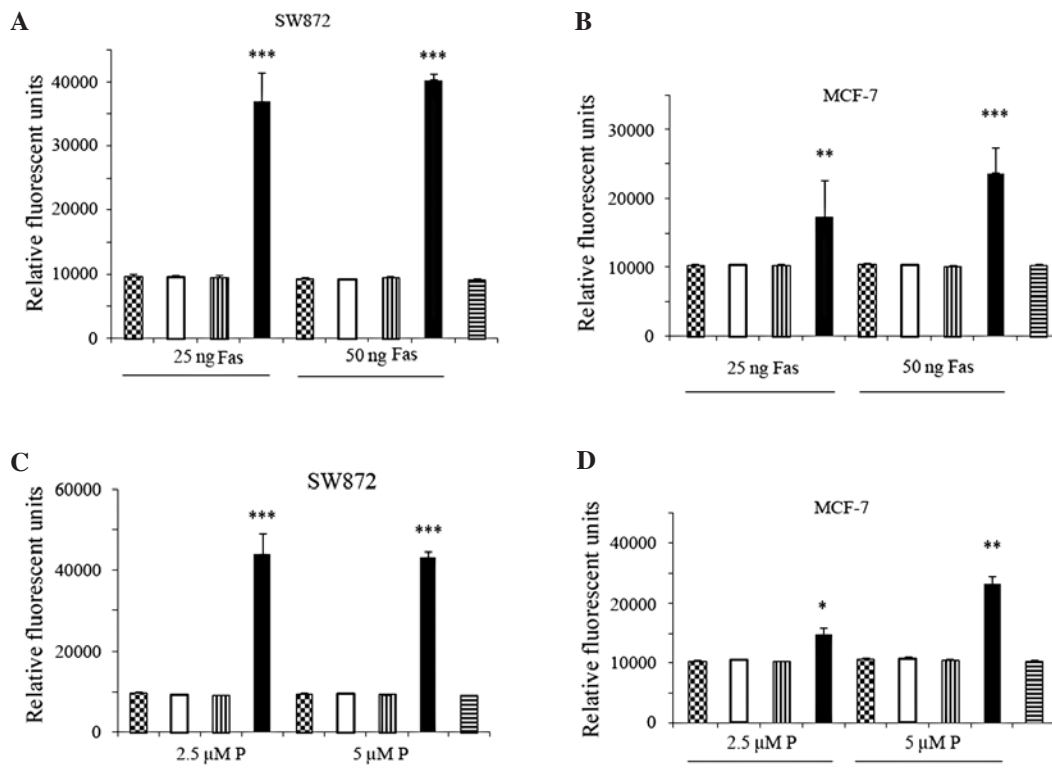 A
SW872
Relative fluorescent units
40000
30000
20000
10000
0
***
***
25 ng Fas
50 ng Fas
B
MCF-7
Relative fluorescent units
30000
20000
10000
0
**
***
25 ng Fas
50 ng Fas
C
SW872
Relative fluorescent units
60000
40000
20000
0
***
***
2.5 µM P
5 µM P
D
MCF-7
Relative fluorescent units
40000
20000
10000
0
*
**
2.5 µM P
5 µM P